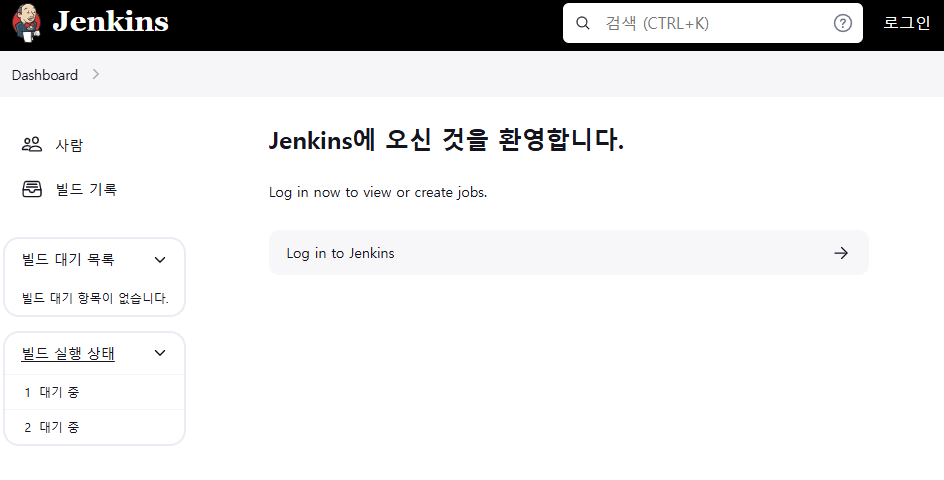 Jenkins
검색 (CTRL+K)
로그인
Dashboard
사람
빌드 기록
빌드 대기 목록
빌드 대기 항목이 없습니다.
빌드 실행 상태
1 대기 중
2 대기 중
Jenkins에 오신 것을 환영합니다.
Log in now to view or create jobs.
Log in to Jenkins